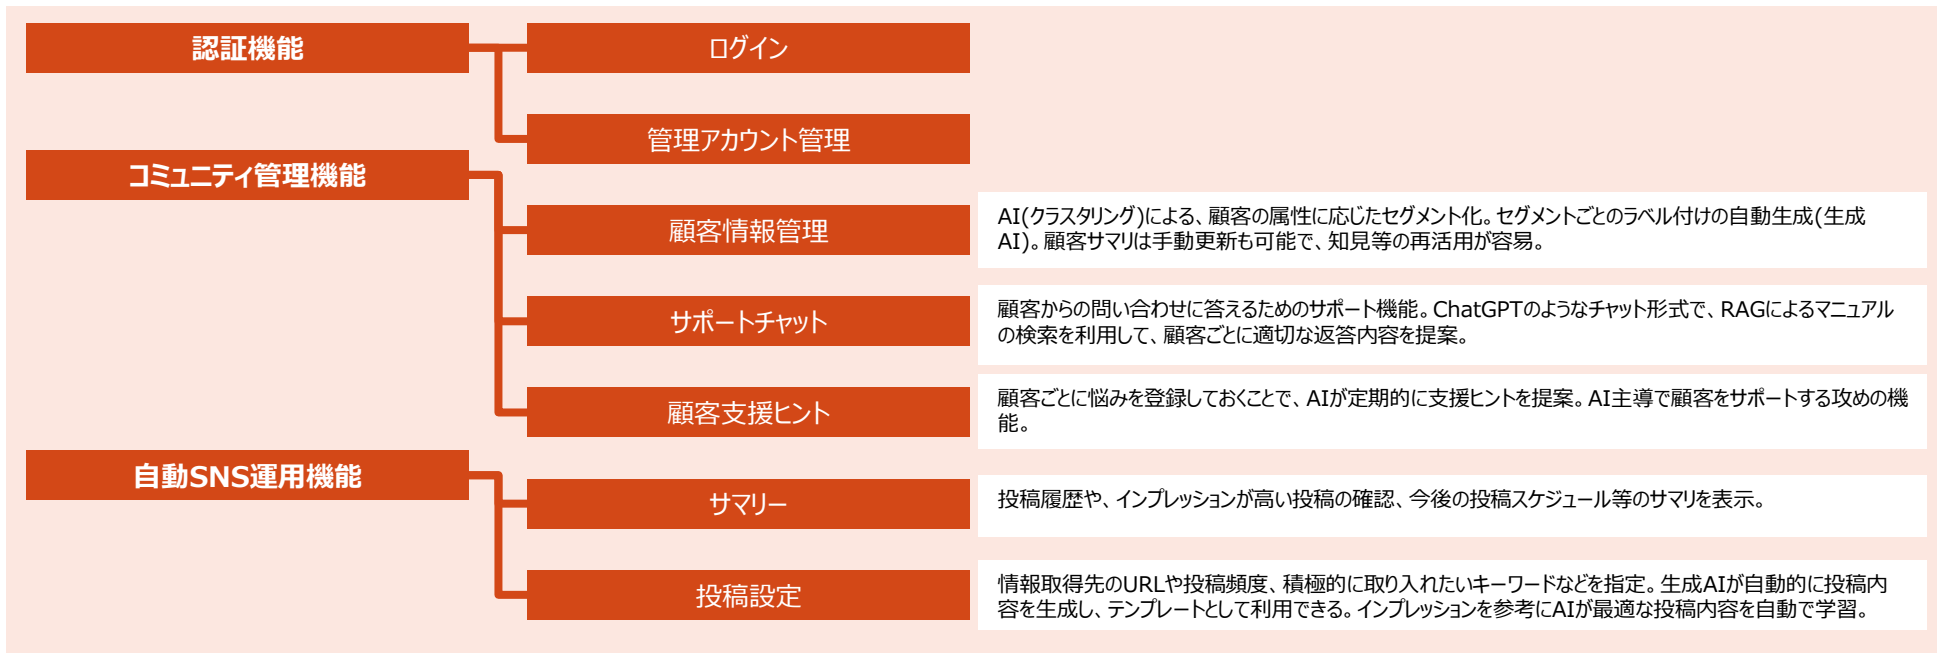 認証機能
ログイン
管理アカウント管理
コミュニティ管理機能
顧客情報管理
AI(クラスタリング)による、顧客の属性に応じたセグメント化。セグメントごとのラベル付けの自動生成(生成
AI)。顧客サマリは手動更新も可能で、知見等の再活用が容易。
サポートチャット
顧客からの問い合わせに答えるためのサポート機能。ChatGPTのようなチャット形式で、RAGによるマニュアル
の検索を利用して、顧客ごとに適切な返答内容を提案。
顧客支援ヒント
顧客ごとに悩みを登録しておくことで、AIが定期的に支援ヒントを提案。AI主導で顧客をサポートする攻めの機
能。
自動SNS運用機能
サマリー
投稿履歴や、インプレッションが高い投稿の確認、今後の投稿スケジュール等のサマリを表示。
投稿設定
情報取得先のURLや投稿頻度、積極的に取り入れたいキーワードなどを指定。生成AIが自動的に投稿内
容を生成し、テンプレートとして利用できる。インプレッションを参考にAIが最適な投稿内容を自動で学習。